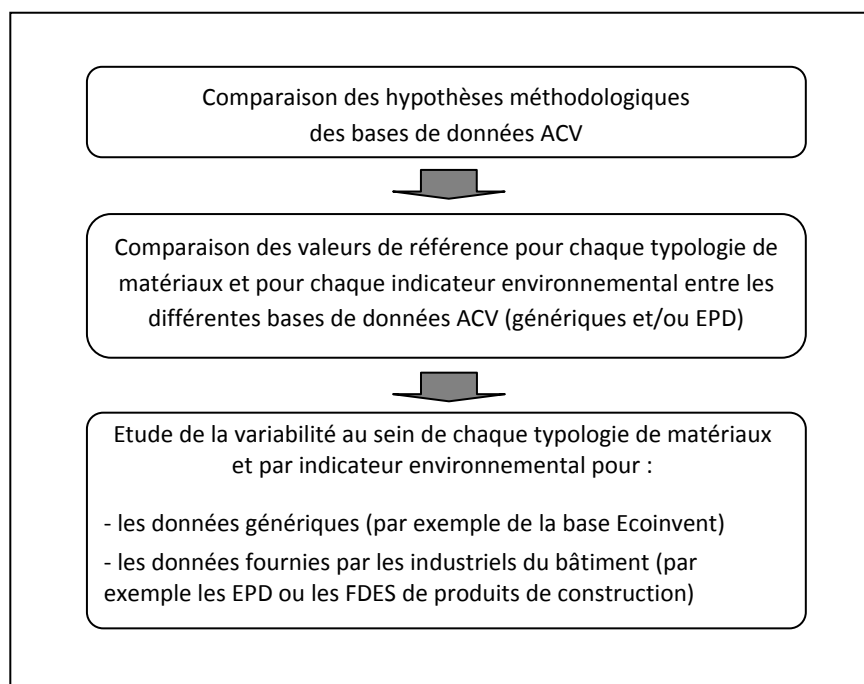 Comparaison des hypothèses méthodologiques
des bases de données ACV
Comparaison des valeurs de référence pour chaque typologie de
matériaux et pour chaque indicateur environnemental entre les
différentes bases de données ACV (génériques et/ou EPD)
Etude de la variabilité au sein de chaque typologie de matériaux
et par indicateur environnemental pour :
- les données génériques (par exemple de la base Ecoinvent)
- les données fournies par les industriels du bâtiment (par
exemple les EPD ou les FDES de produits de construction)